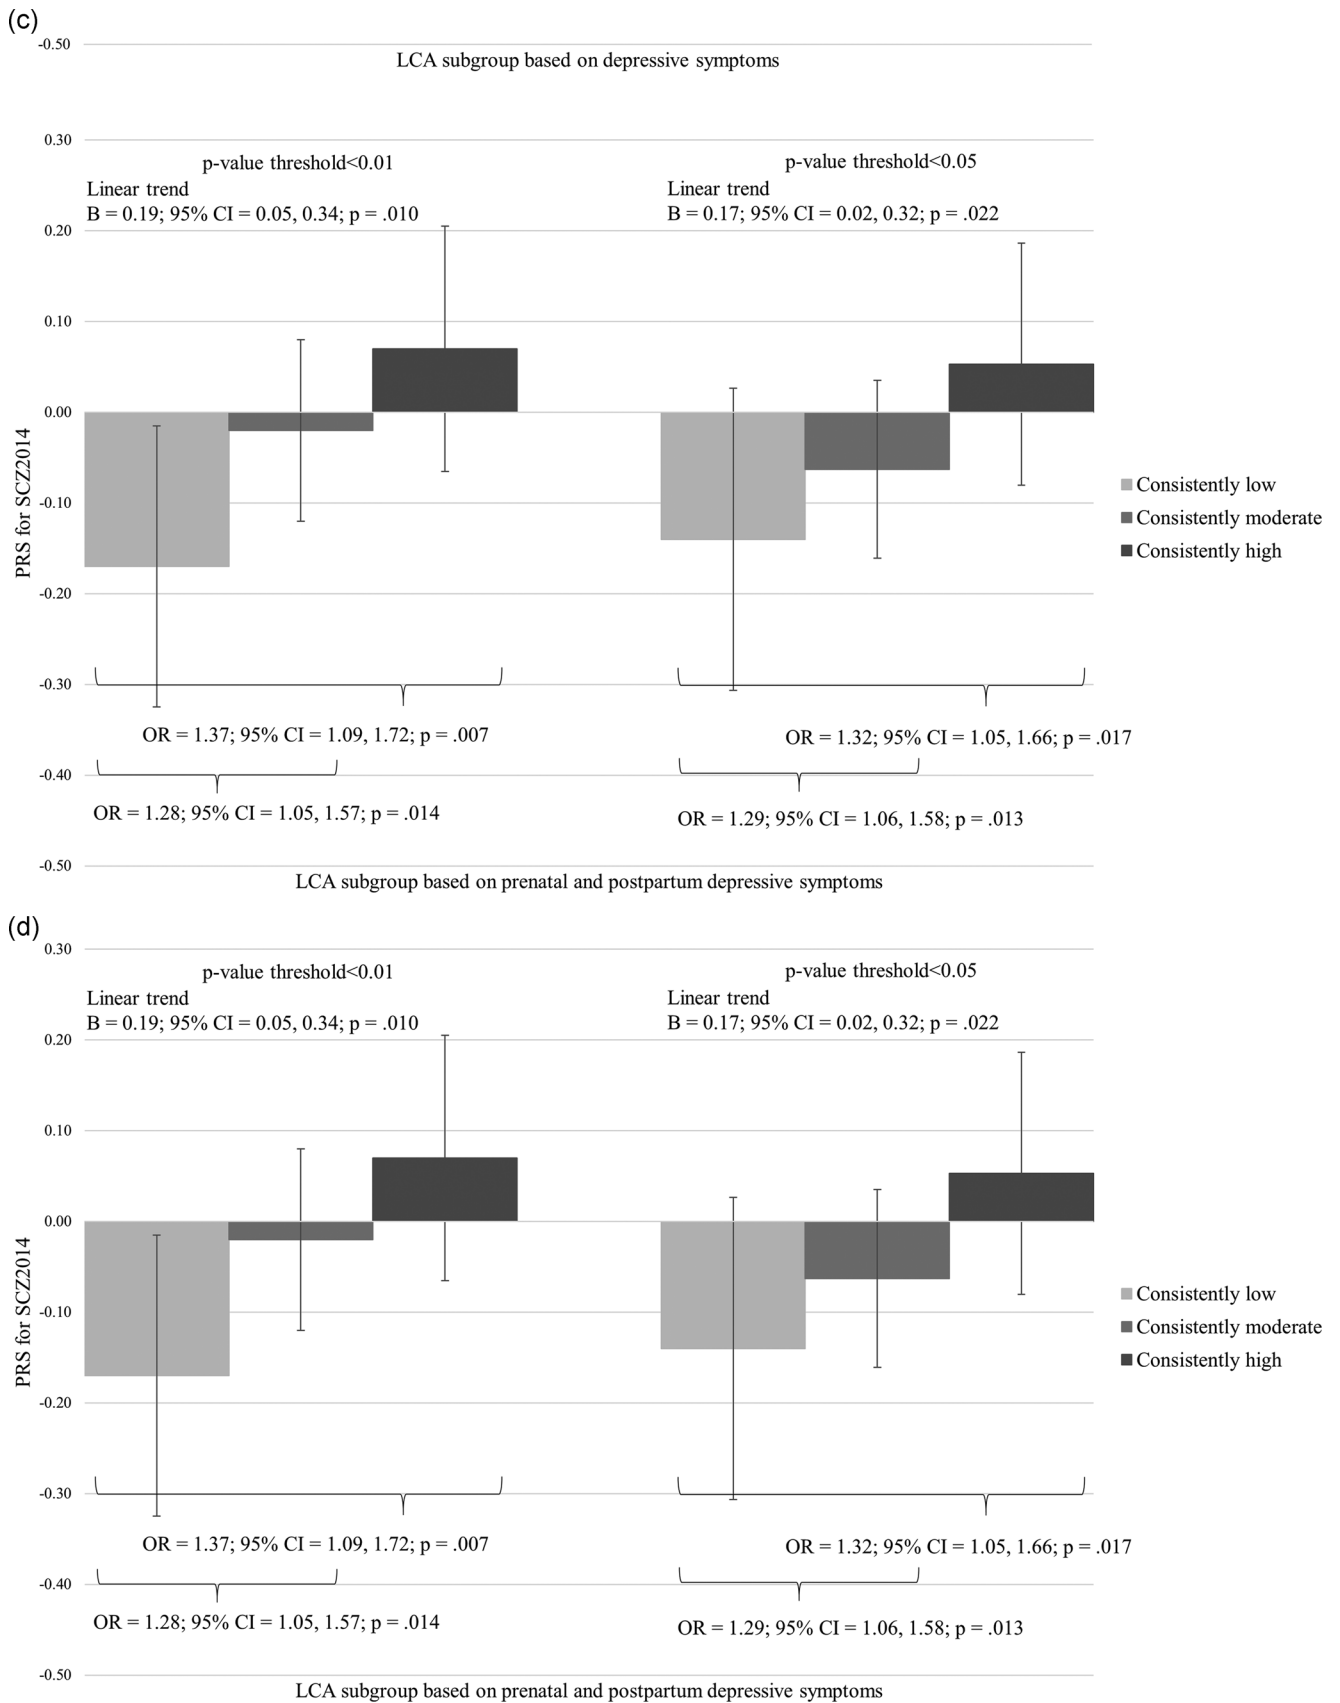 (c)
-0.50
LCA subgroup based on depressive symptoms
0.30
p-value threshold<0.01
p-value threshold<0.05
Linear trend
B = 0.19; 95% CI = 0.05, 0.34; p = .010
Linear trend
B = 0.17; 95% CI = 0.02, 0.32; p = .022
0.20
0.10
0.00
PRS for SCZ2014
-0.10
-0.20
-0.30
Consistently low
Consistently moderate
Consistently high
OR = 1.37; 95% CI = 1.09, 1.72; p = .007
OR = 1.32; 95% CI = 1.05, 1.66; p = .017
-0.40
OR = 1.28; 95% CI = 1.05, 1.57; p = .014
OR = 1.29; 95% CI = 1.06, 1.58; p = .013
-0.50
LCA subgroup based on prenatal and postpartum depressive symptoms
(d)
0.30
p-value threshold<0.01
p-value threshold<0.05
Linear trend
B = 0.19; 95% CI = 0.05, 0.34; p = .010
Linear trend
B = 0.17; 95% CI = 0.02, 0.32; p = .022
0.20
0.10
0.00
PRS for SCZ2014
-0.10
-0.20
-0.30
Consistently low
Consistently moderate
Consistently high
OR = 1.37; 95% CI = 1.09, 1.72; p = .007
OR = 1.32; 95% CI = 1.05, 1.66; p = .017
-0.40
OR = 1.28; 95% CI = 1.05, 1.57; p = .014
OR = 1.29; 95% CI = 1.06, 1.58; p = .013
-0.50
LCA subgroup based on prenatal and postpartum depressive symptoms